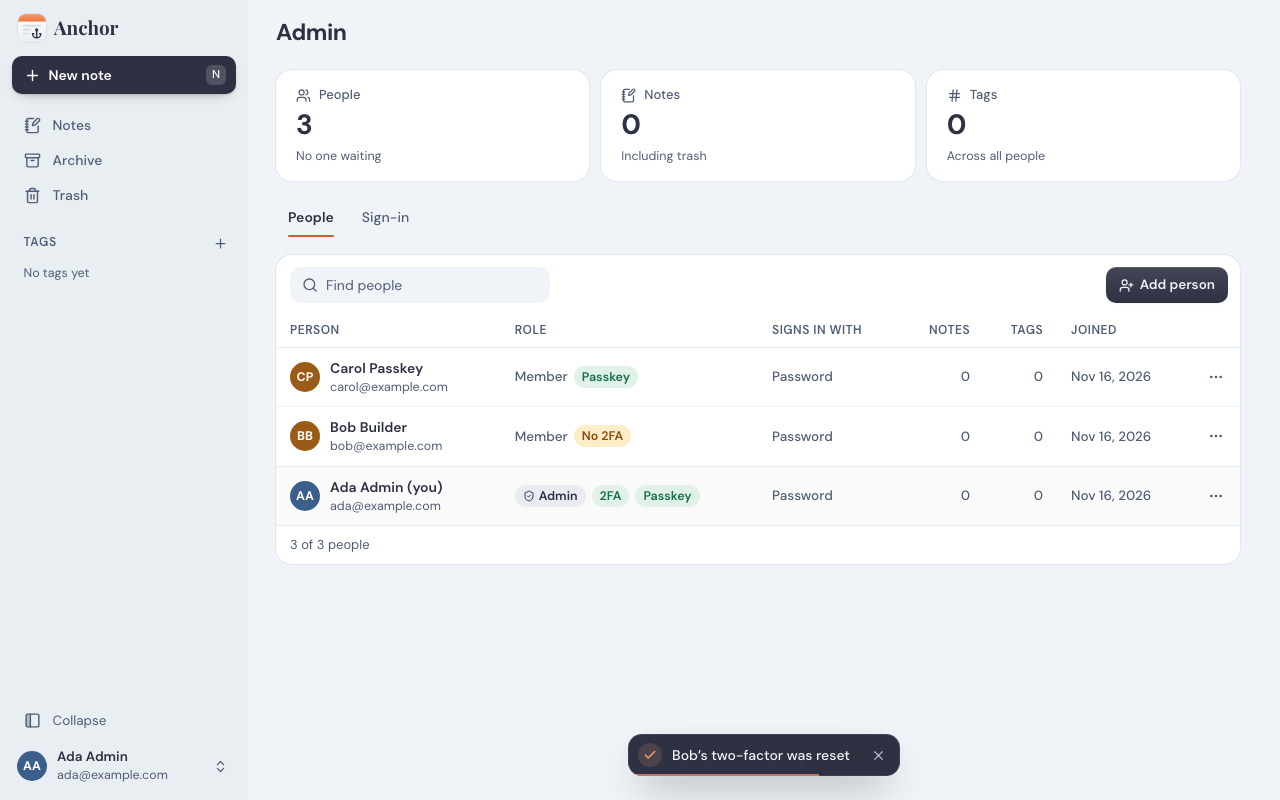 Anchor
New note N
Notes
Archive
Trash
TAGS
No tags yet
Collapse
AA Ada Admin
ada@example.com
Admin
People
3
No one waiting
Notes
0
Including trash
Tags
0
Across all people
People Sign-in
Find people
Add person
PERSON ROLE SIGNS IN WITH NOTES TAGS JOINED
CP Carol Passkey
carol@example.com
Member Passkey Password 0 0 Nov 16, 2026
BB Bob Builder
bob@example.com
Member No 2FA Password 0 0 Nov 16, 2026
AA Ada Admin (you)
ada@example.com
Admin 2FA Passkey Password 0 0 Nov 16, 2026
3 of 3 people
Bob’s two-factor was reset